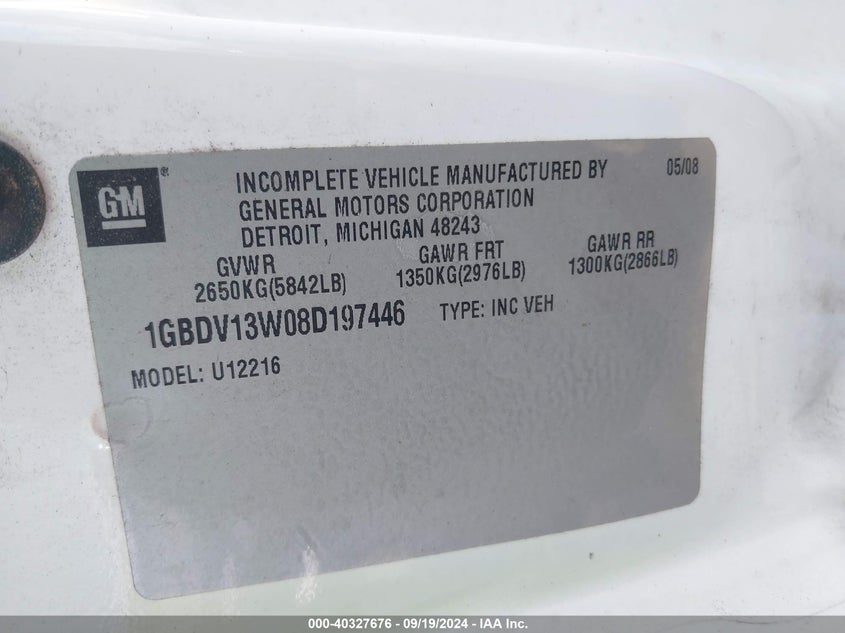 GM®
INCOMPLETE VEHICLE MANUFACTURED BY 05/08
GENERAL MOTORS CORPORATION
DETROIT, MICHIGAN 48243
GVWR GAWR FRT GAWR RR
2650KG(5842LB) 1350KG(2976LB) 1300KG(2866LB)
1GBDV13W08D197446 TYPE: INC VEH
MODEL: U12216
000-40327676 - 09/19/2024 - IAA Inc.